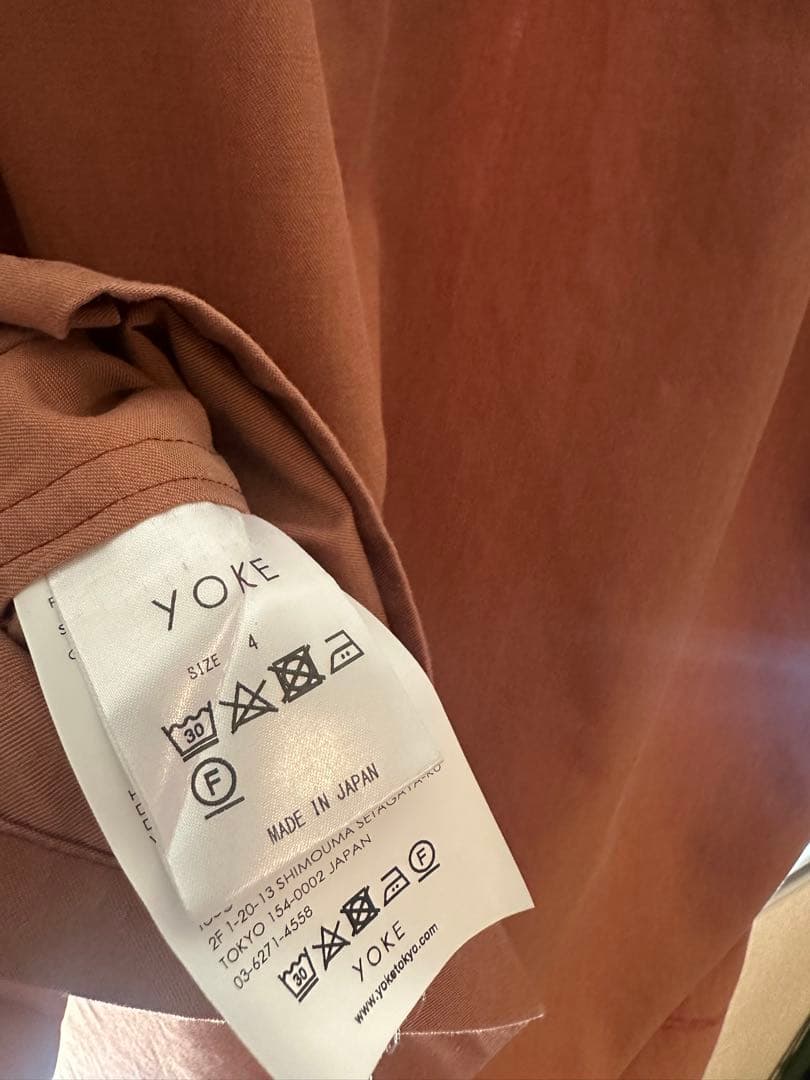 YOKE
SIZE 4
30
F
MADE IN JAPAN
2F 1-20-13 SHIMOUMA SETAGAYA-KU
TOKYO 154-0002 JAPAN
03-6271-4558
30
F
YOKE
www.yoketokyo.com